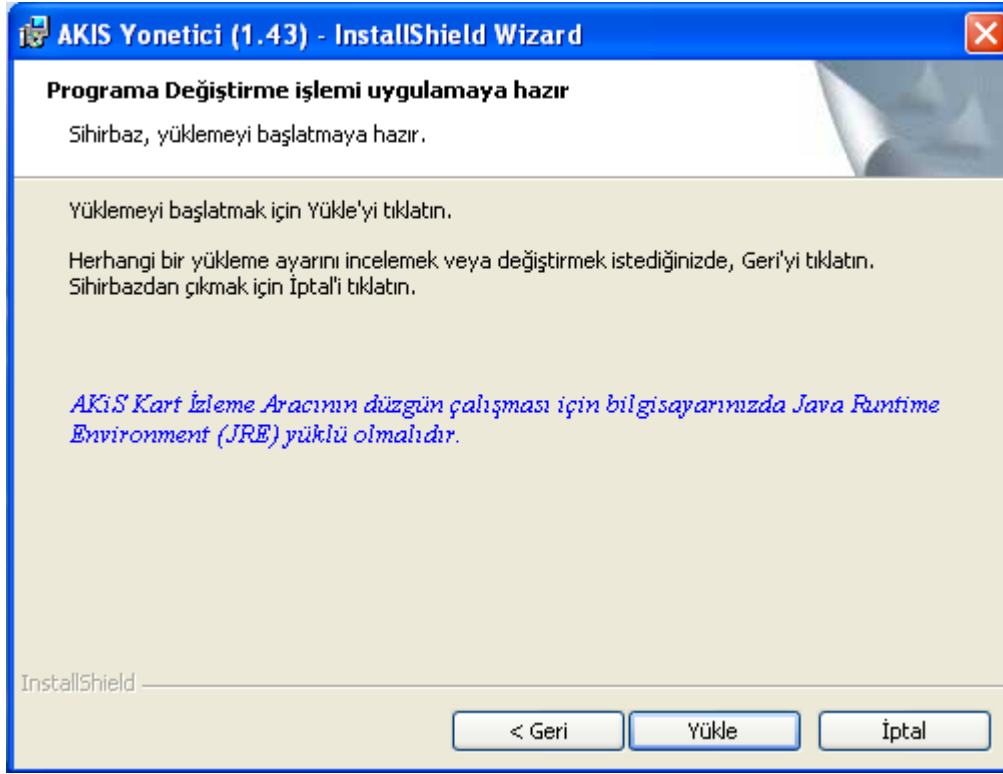 AKIS Yonetici (1.43) - InstallShield Wizard
Programa Değiştirme işlemi uygulamaya hazır
Sihirbaz, yüklemeyi başlatmaya hazır.
Yüklemeyi başlatmak için Yükle'yi tıklatın.
Herhangi bir yükleme ayarını incelemek veya değiştirmek istediğinizde, Geri'yi tıklatın.
Sihirbazdan çıkmak için İptal'i tıklatın.
AKiS Kart İzleme Aracının düzgün çalışması için bilgisayarınızda Java Runtime
Environment (JRE) yüklü olmalıdır.
InstallShield
< Geri
Yükle
İptal